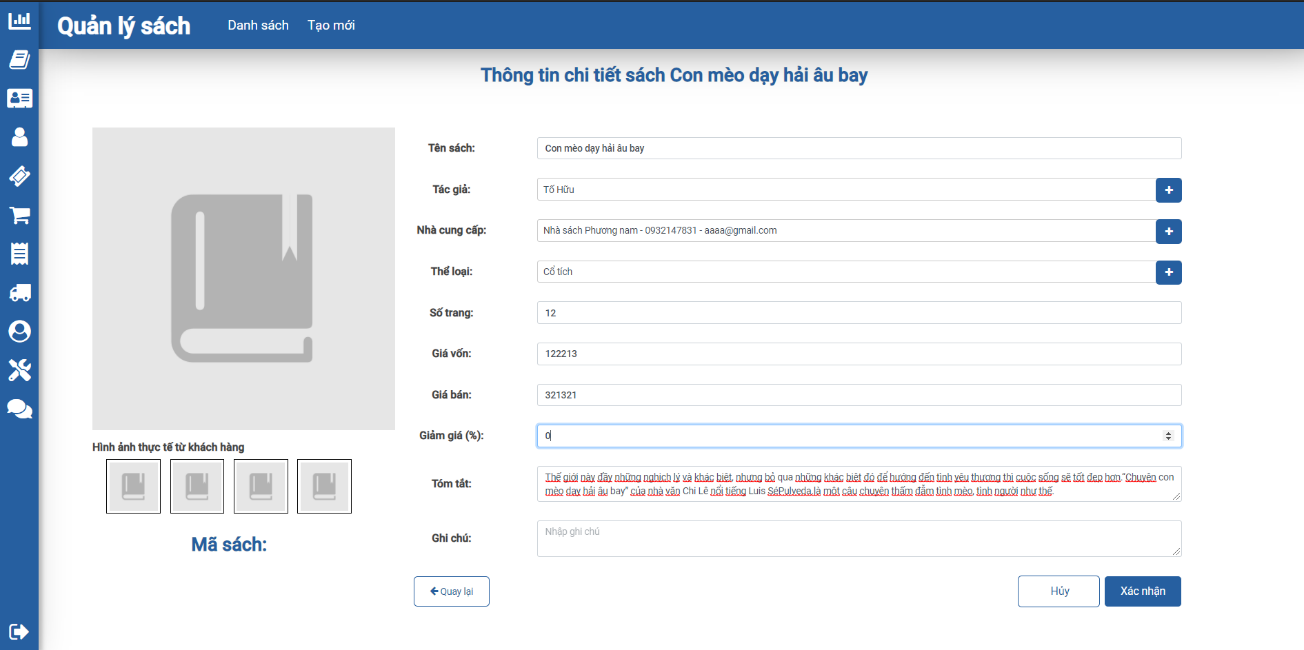 Quản lý sách
Danh sách
Tạo mới
Thông tin chi tiết sách Con mèo dạy hải âu bay
Tên sách:
Con mèo dạy hải âu bay
Tác giả:
Tố Hữu
+
Nhà cung cấp:
Nhà sách Phương nam - 0932147831 - aaaa@gmail.com
+
Thể loại:
Cổ tích
+
Số trang:
12
Giá vốn:
122213
Giá bán:
321321
Giảm giá (%):
0
Tóm tắt:
Thế giới này đầy những nghịch lý và khác biệt, nhưng bỏ qua những khác biệt đó để hướng đến tình yêu thương thì cuộc sống sẽ tốt đẹp hơn."Chuyện con
mèo dạy hải âu bay" của nhà văn Chi Lê nổi tiếng Luis SéPulveda là một câu chuyện thấm đẫm tình mèo, tình người như thế.
Ghi chú:
Nhập ghi chú
Hình ảnh thực tế từ khách hàng
Mã sách:
Quay lại
Hủy
Xác nhận